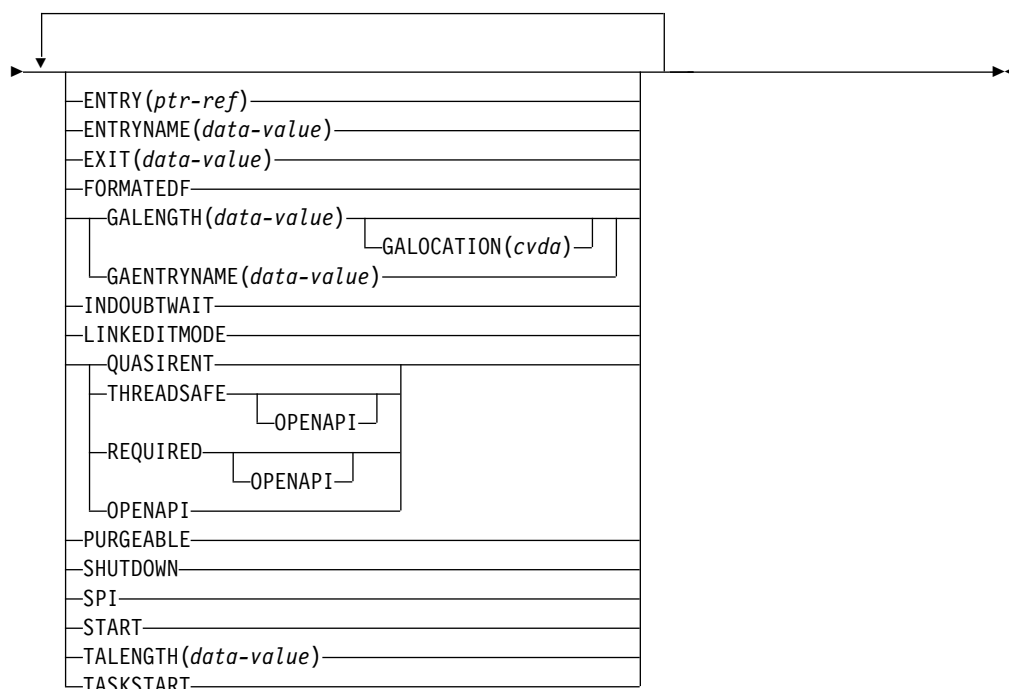 ENTRY(ptr-ref)
ENTRYNAME(data-value)
EXIT(data-value)
FORMATEDF
GALENGTH(data-value)
GALOCATION(cvda)
GAENTRYNAME(data-value)
INDOUBTWAIT
LINKEDITMODE
QUASIRENT
THREADSAFE
OPENAPI
REQUIRED
OPENAPI
OPENAPI
PURGEABLE
SHUTDOWN
SPI
START
TALENGTH(data-value)
TASKSTART